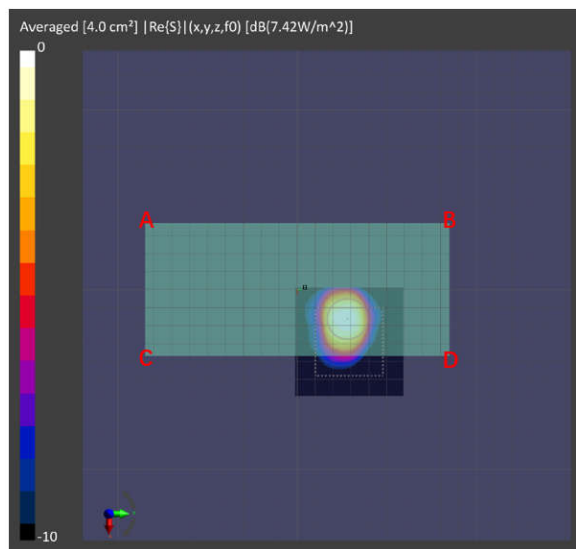 Averaged [4.0 cm²] |Re{S}|(x,y,z,f0) [dB(7.42W/m^2)]
0
A
B
C
D
-10